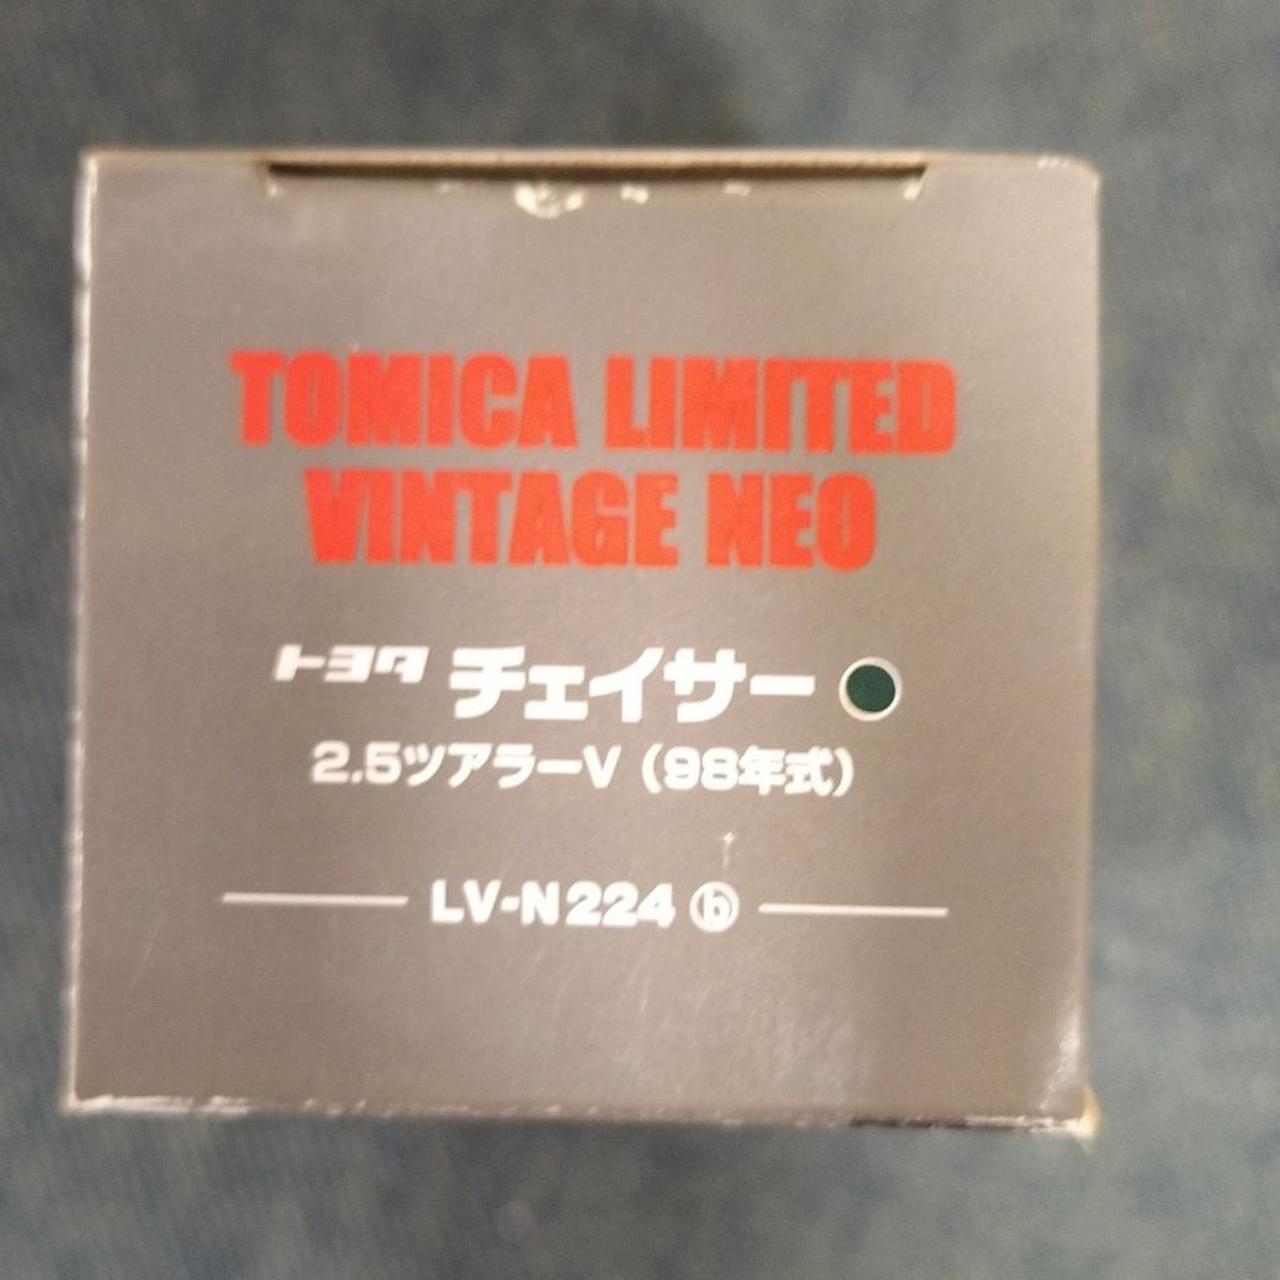 TOMICA LIMITED
VINTAGE NEO
トヨタ チェイサー
2.5ツアラーV（98年式）
LV-N224 ⓑ